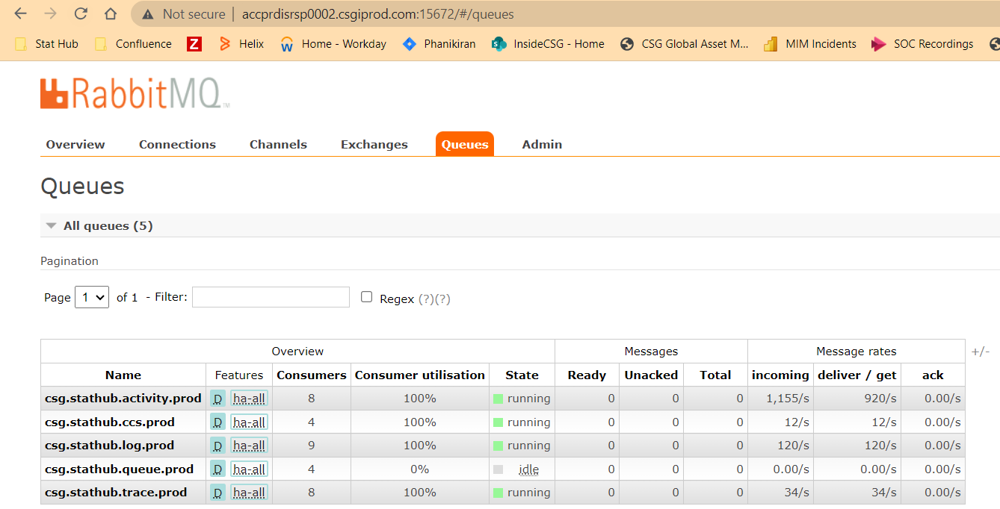 Not secure | accprdisrsp0002.csgiprod.com:15672/#/queues
Stat Hub Confluence Z Helix Home - Workday Phanikiran InsideCSG - Home CSG Global Asset M... MIM Incidents SOC Recordings
RabbitMQ™
Overview Connections Channels Exchanges Queues Admin
Queues
All queues (5)
Pagination
Page 1 of 1 - Filter: Regex (?)(?)
Overview Messages Message rates +/-
Name Features Consumers Consumer utilisation State Ready Unacked Total incoming deliver / get ack
csg.stathub.activity.prod D ha-all 8 100% running 0 0 0 1,155/s 920/s 0.00/s
csg.stathub.ccs.prod D ha-all 4 100% running 0 0 0 12/s 12/s 0.00/s
csg.stathub.log.prod D ha-all 9 100% running 0 0 0 120/s 120/s 0.00/s
csg.stathub.queue.prod D ha-all 4 0% idle 0 0 0 0.00/s 0.00/s 0.00/s
csg.stathub.trace.prod D ha-all 8 100% running 0 0 0 34/s 34/s 0.00/s